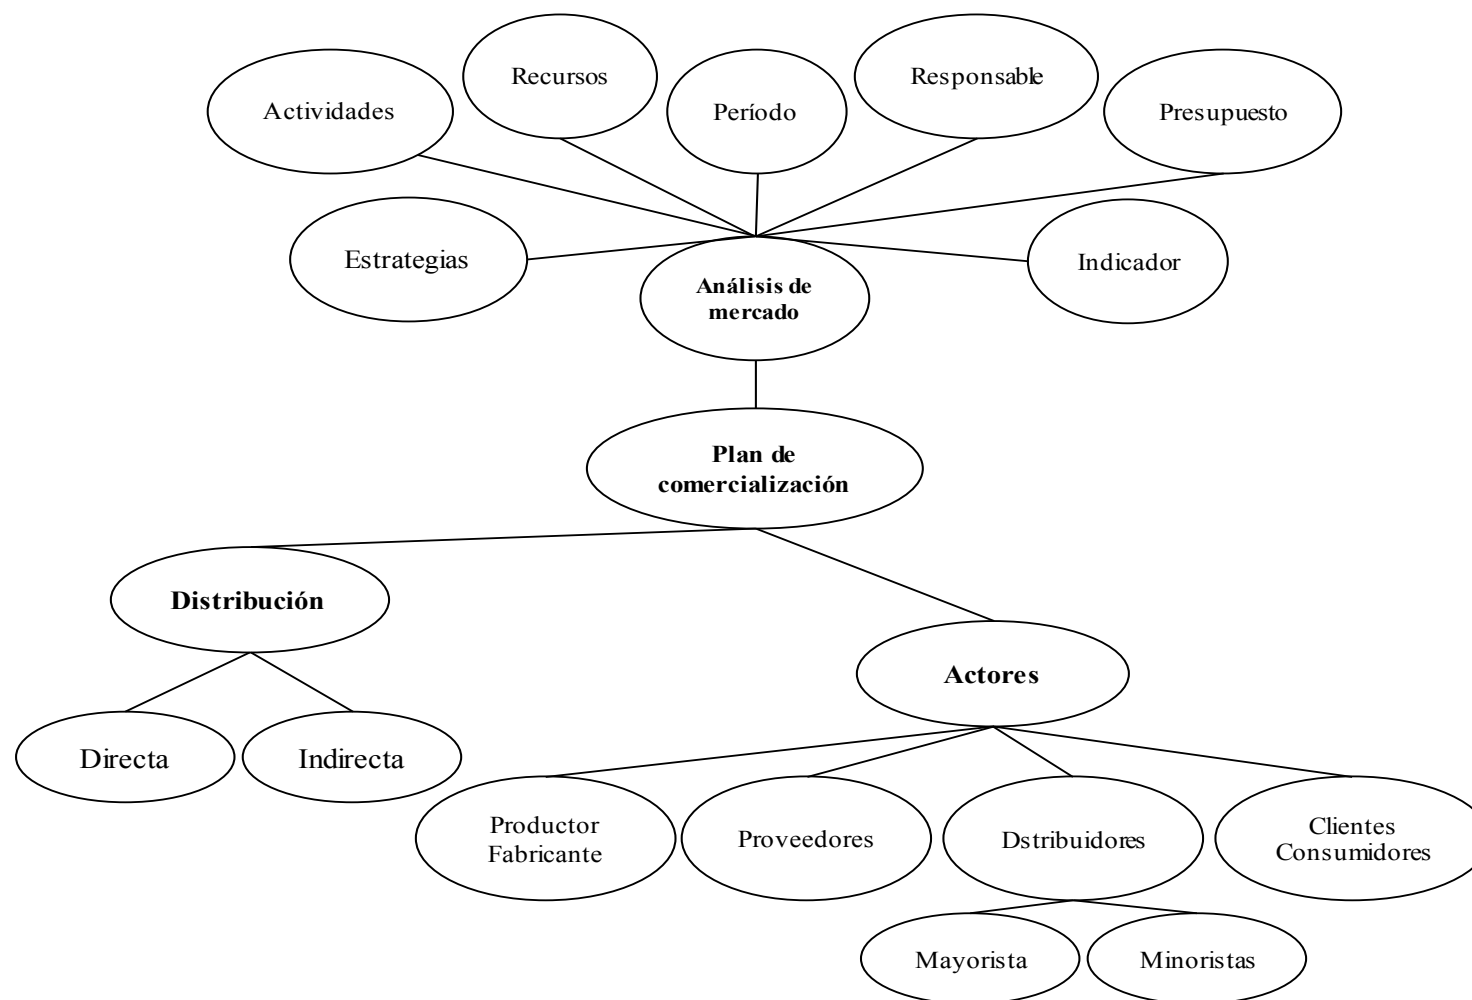 Recursos
Responsable
Actividades
Período
Presupuesto
Estrategias
Indicador
Análisis de
mercado
Plan de
comercialización
Distribución
Actores
Directa
Indirecta
Productor
Fabricante
Proveedores
Dstribuidores
Clientes
Consumidores
Mayorista
Minoristas